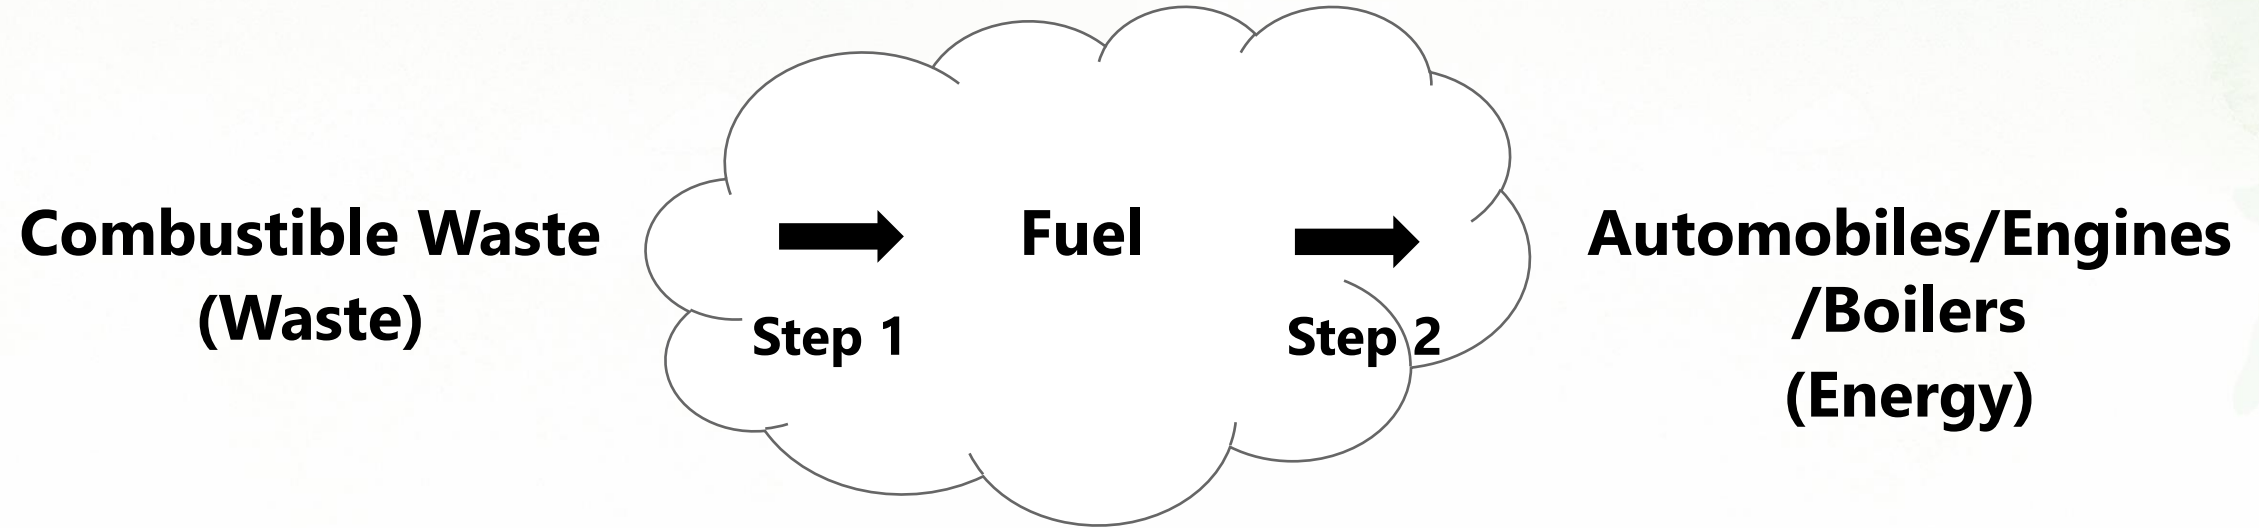 Combustible Waste
(Waste)
Step 1
Fuel
Step 2
Automobiles/Engines
/Boilers
(Energy)